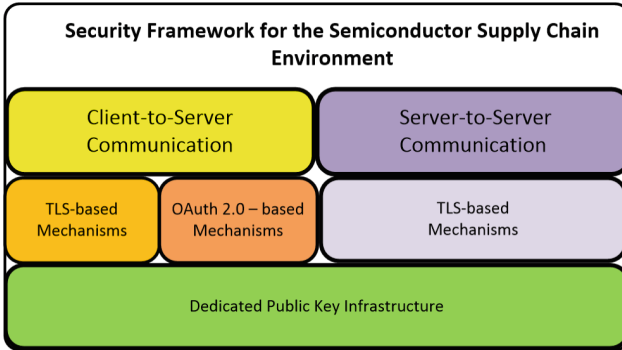 Security Framework for the Semiconductor Supply Chain
Environment
Client-to-Server
Communication
Server-to-Server
Communication
TLS-based
Mechanisms
OAuth 2.0 – based
Mechanisms
TLS-based
Mechanisms
Dedicated Public Key Infrastructure